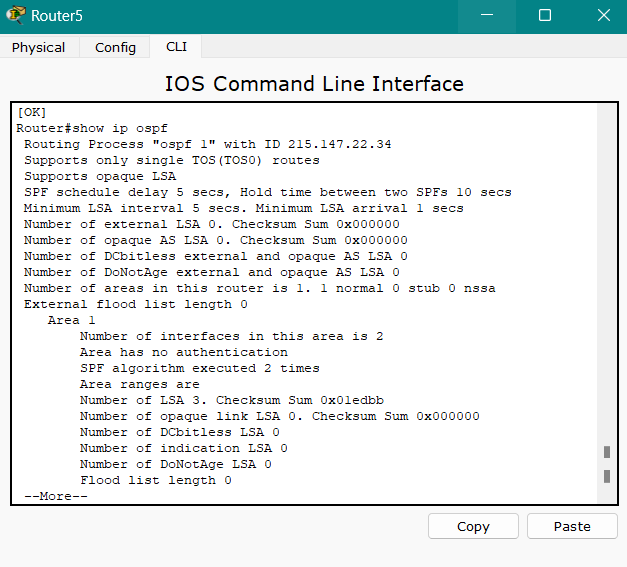 Router5
Physical Config CLI
IOS Command Line Interface
[OK]
Router#show ip ospf
Routing Process "ospf 1" with ID 215.147.22.34
Supports only single TOS(TOS0) routes
Supports opaque LSA
SPF schedule delay 5 secs, Hold time between two SPFs 10 secs
Minimum LSA interval 5 secs. Minimum LSA arrival 1 secs
Number of external LSA 0. Checksum Sum 0x000000
Number of opaque AS LSA 0. Checksum Sum 0x000000
Number of DCbitless external and opaque AS LSA 0
Number of DoNotAge external and opaque AS LSA 0
Number of areas in this router is 1. 1 normal 0 stub 0 nssa
External flood list length 0
Area 1
Number of interfaces in this area is 2
Area has no authentication
SPF algorithm executed 2 times
Area ranges are
Number of LSA 3. Checksum Sum 0x01edbb
Number of opaque link LSA 0. Checksum Sum 0x000000
Number of DCbitless LSA 0
Number of indication LSA 0
Number of DoNotAge LSA 0
Flood list length 0
--More--
Copy Paste